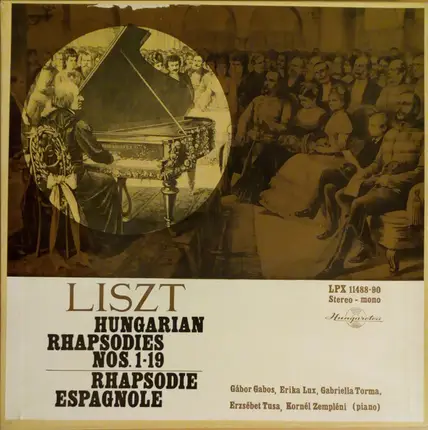 LISZT
HUNGARIAN
RHAPSODIES
NOS. 1-19
RHAPSODIE
ESPAGNOLE
LPX 11488-90
Stereo - mono
Hungaroton
Gábor Gabos, Erika Lux, Gabriella Torma,
Erzsébet Tusa, Kornél Zempléni (piano)